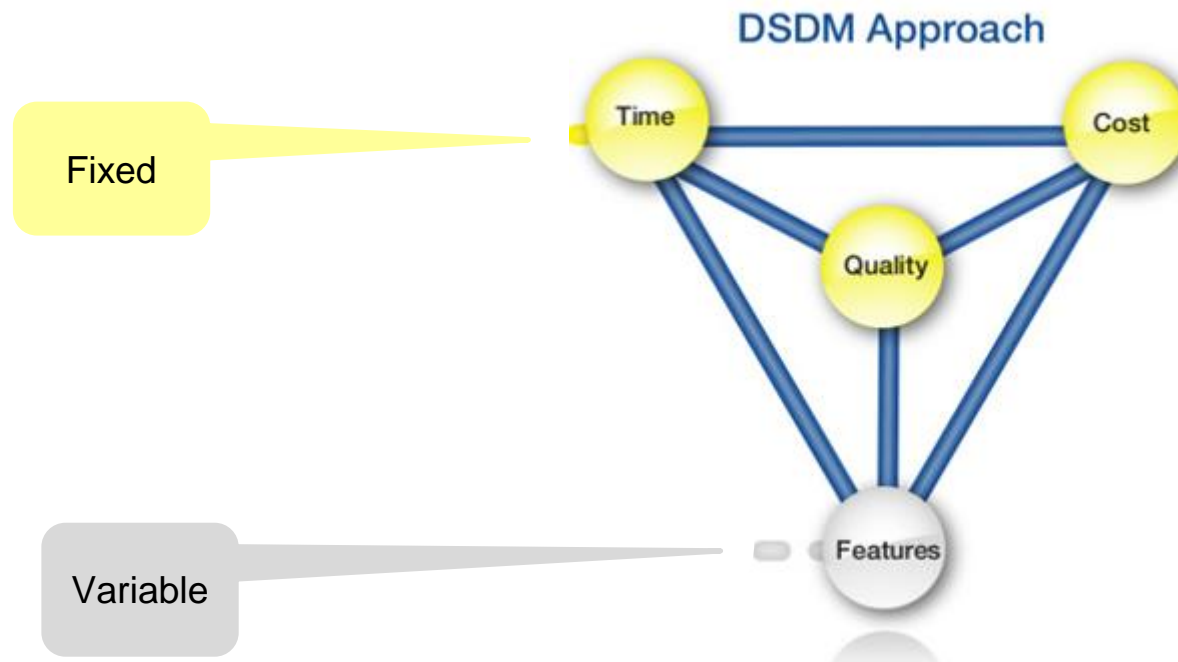 DSDM Approach
Time
Cost
Fixed
Quality
Features
Variable